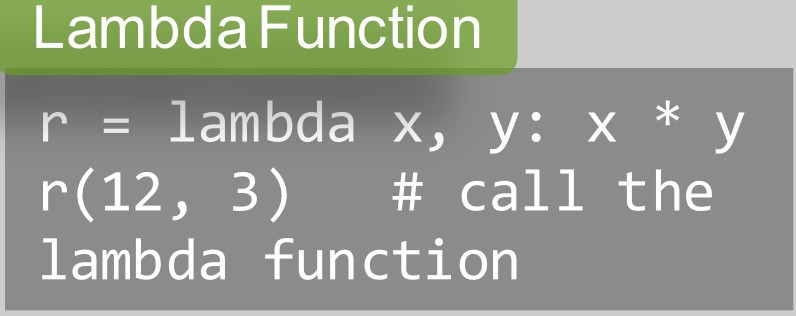 Lambda Function
r = lambda x, y: x * y
r(12, 3)   # call the
lambda function